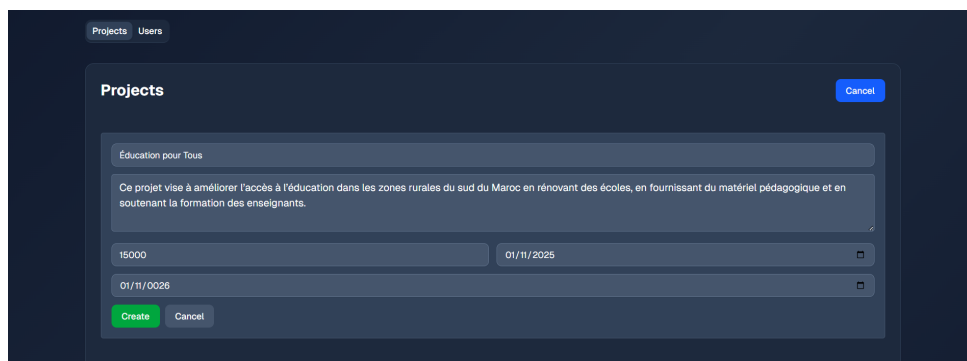 Projects Users
Projects Cancel
Éducation pour Tous
Ce projet vise à améliorer l'accès à l'éducation dans les zones rurales du sud du Maroc en rénovant des écoles, en fournissant du matériel pédagogique et en
soutenant la formation des enseignants.
15000 01/11/2025
01/11/0026
Create Cancel